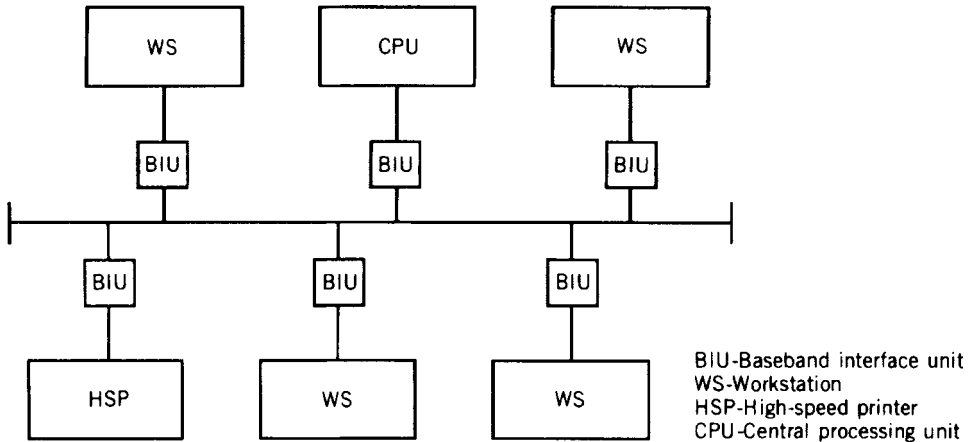 WS
CPU
WS
BIU
BIU
BIU
BIU
BIU
BIU
HSP
WS
WS
BIU-Baseband interface unit
WS-Workstation
HSP-High-speed printer
CPU-Central processing unit